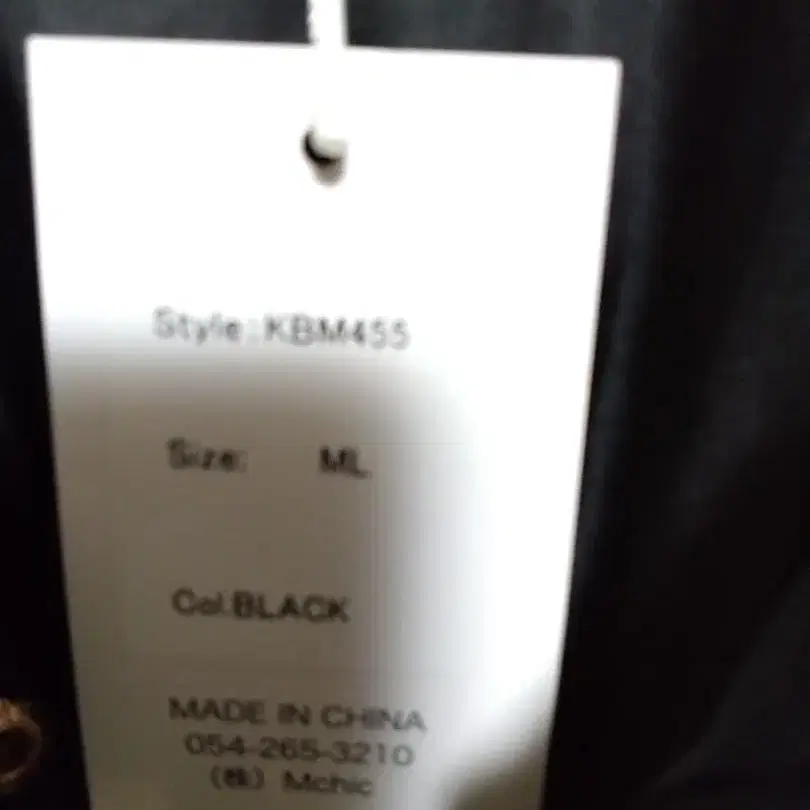 Style:KBM455
Size: ML
Col.BLACK
MADE IN CHINA
054-265-3210
(株) Mchic